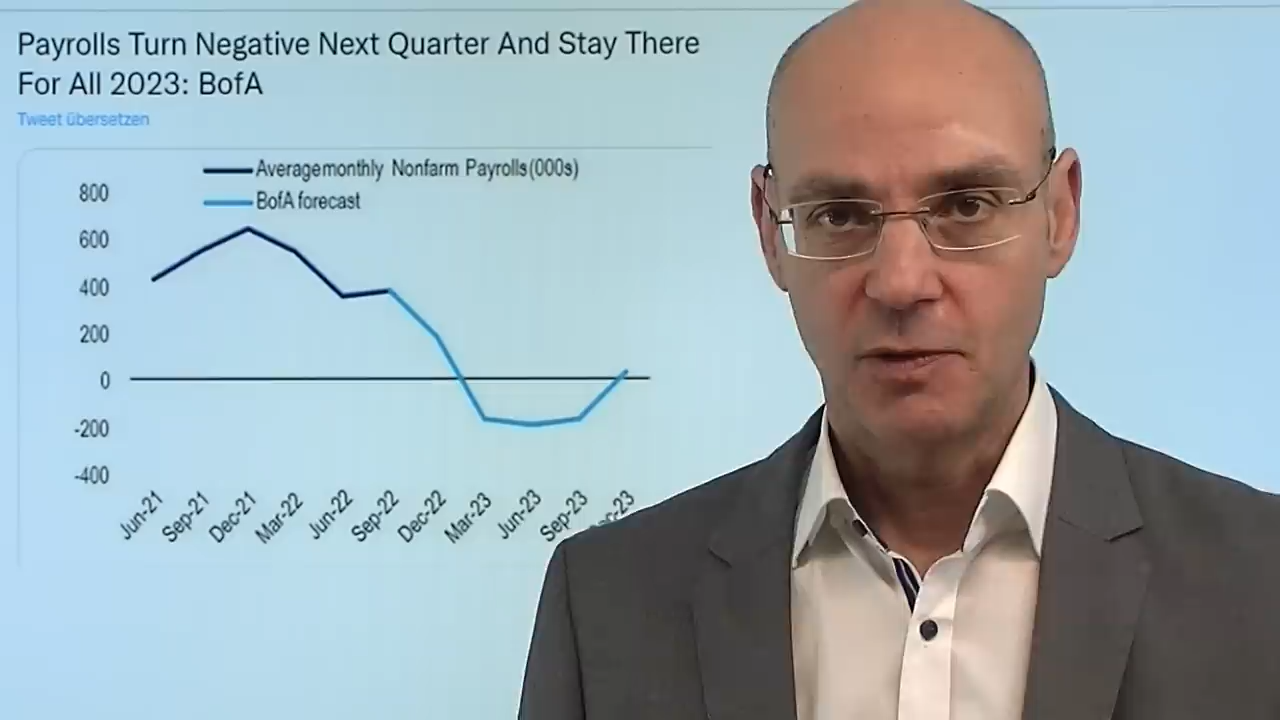 Payrolls Turn Negative Next Quarter And Stay There
For All 2023: BofA
Tweet übersetzen
Averagemonthly Nonfarm Payrolls(000s)
BofA forecast
800
600
400
200
0
-200
-400
Jun-21
Sep-21
Dec-21
Mar-22
Jun-22
Sep-22
Dec-22
Mar-23
Jun-23
Sep-23